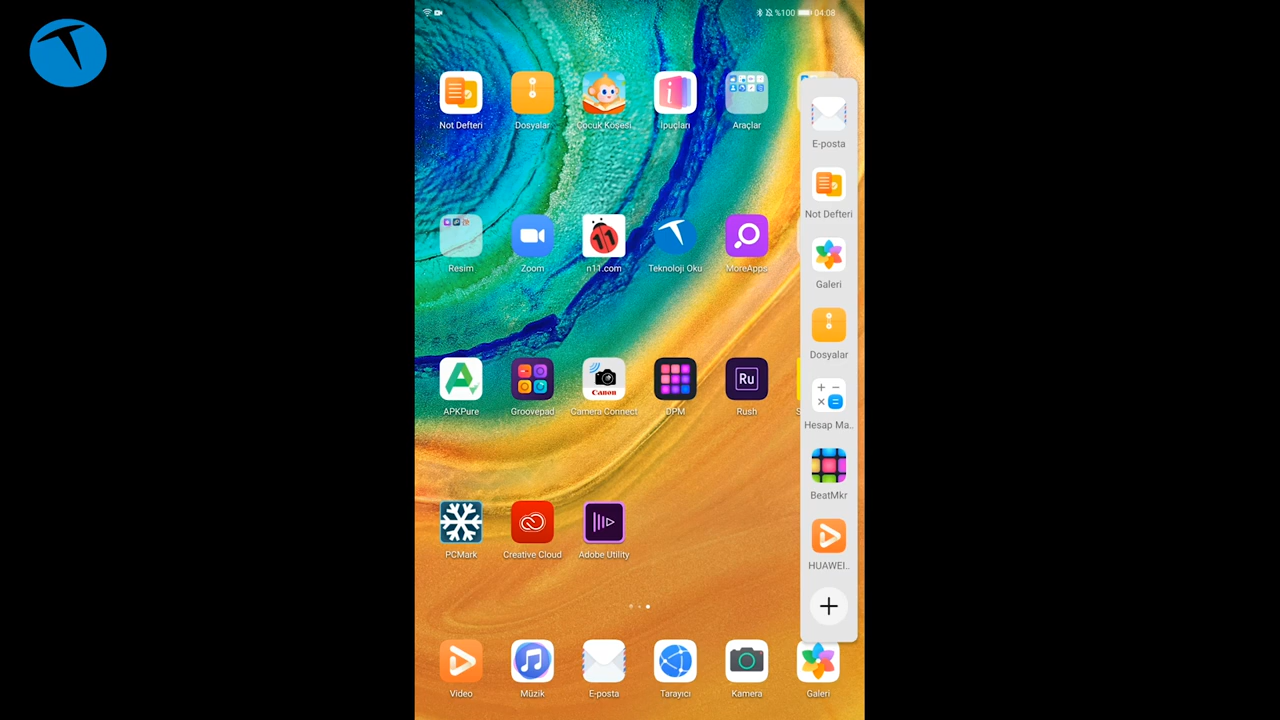 %100 04:08
Not Defteri
Dosyalar
Çocuk Köşesi
İpuçları
Araçlar
E-posta
Not Defteri
Resim
Zoom
n11.com
Teknoloji Oku
MoreApps
Galeri
Dosyalar
Ru
Canon
APKPure
Groovepad
Camera Connect
DPM
Rush
Hesap Ma..
BeatMkr
PCMark
Creative Cloud
Adobe Utility
HUAWEI..
Video
Müzik
E-posta
Tarayıcı
Kamera
Galeri